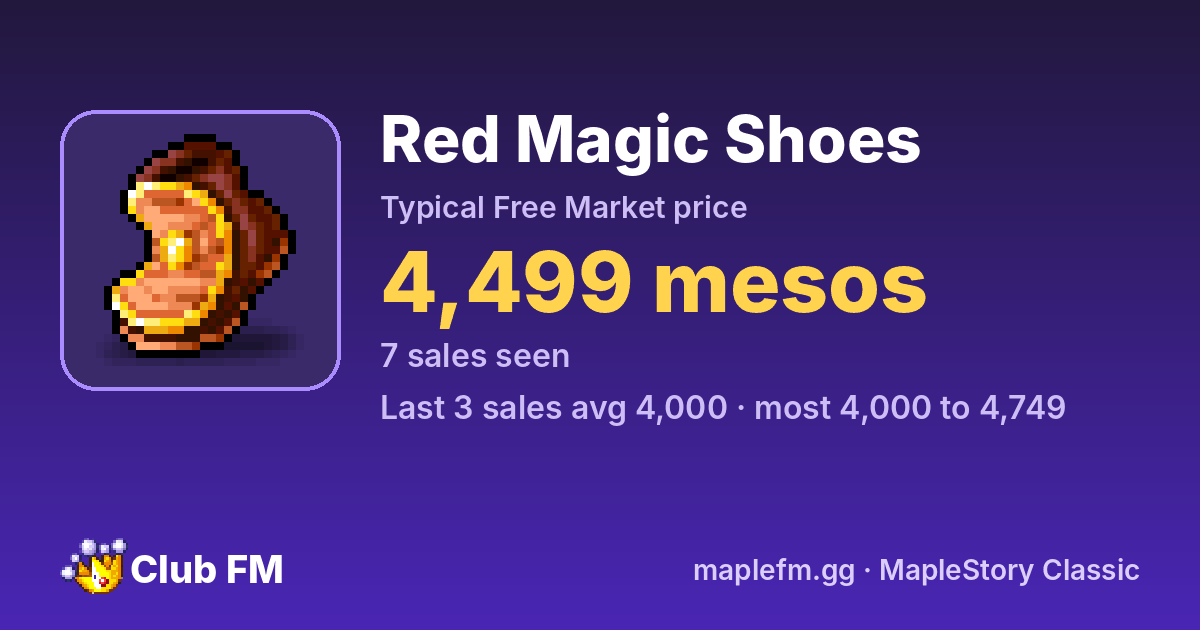 Red Magic Shoes
Typical Free Market price
4,499 mesos
7 sales seen
Last 3 sales avg 4,000 · most 4,000 to 4,749
Club FM
maplefm.gg · MapleStory Classic